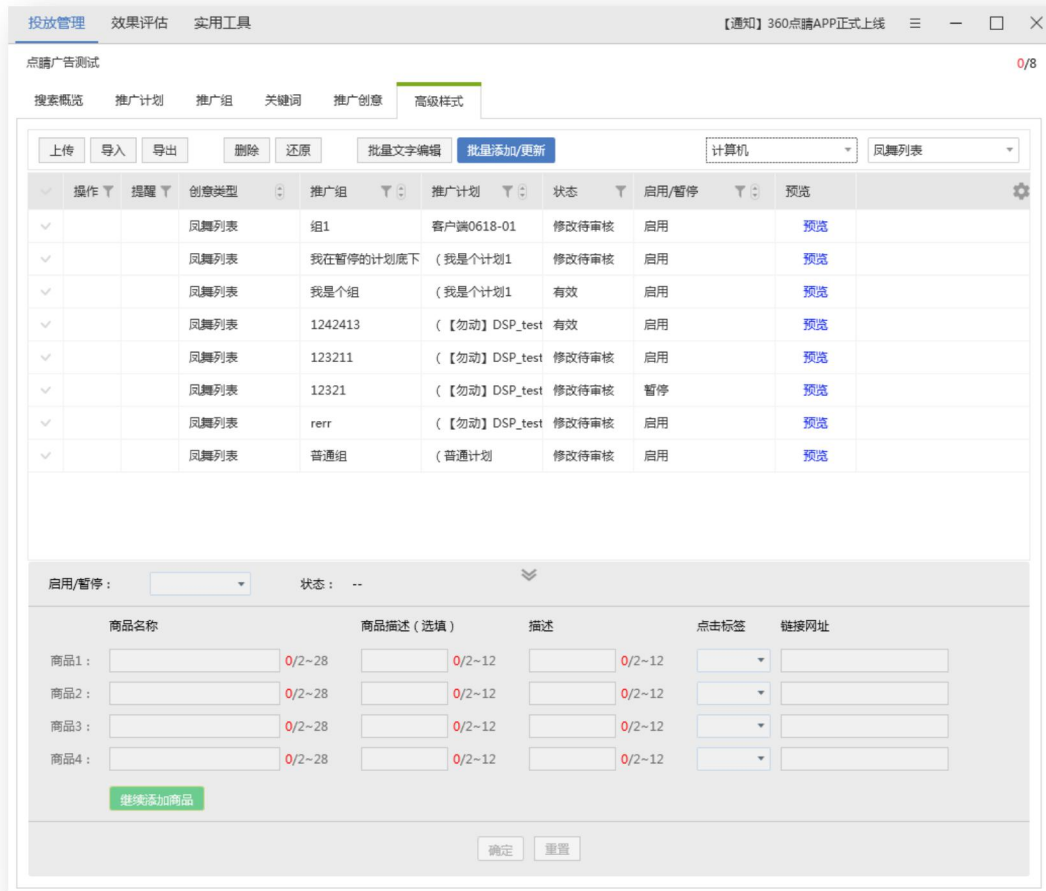 投放管理 效果评估 实用工具 【通知】360点睛APP正式上线
点睛广告测试 0/8
搜索概览 推广计划 推广组 关键词 推广创意 高级样式
上传 导入 导出 删除 还原 批量文字编辑 批量添加/更新 计算机 凤舞列表
操作 提醒 创意类型 推广组 推广计划 状态 启用/暂停 预览
凤舞列表 组1 客户端0618-01 修改待审核 启用 预览
凤舞列表 我在暂停的计划底下 (我是个计划1 修改待审核 启用 预览
凤舞列表 我是个组 (我是个计划1 有效 启用 预览
凤舞列表 1242413 (【勿动】DSP_test 有效 启用 预览
凤舞列表 123211 (【勿动】DSP_test 修改待审核 启用 预览
凤舞列表 12321 (【勿动】DSP_test 修改待审核 暂停 预览
凤舞列表 rerr (【勿动】DSP_test 修改待审核 启用 预览
凤舞列表 普通组 (普通计划 修改待审核 启用 预览
启用/暂停: 状态: --
商品名称 商品描述(选填) 描述 点击标签 链接网址
商品1: 0/2~28 0/2~12 0/2~12
商品2: 0/2~28 0/2~12 0/2~12
商品3: 0/2~28 0/2~12 0/2~12
商品4: 0/2~28 0/2~12 0/2~12
继续添加商品
确定 重置